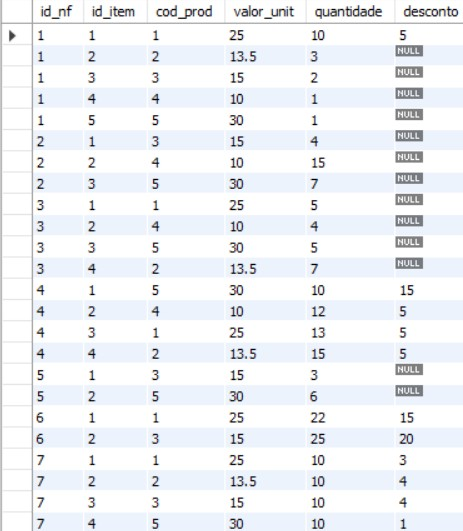 id_nf id_item cod_prod valor_unit quantidade desconto
1 1 1 25 10 5
1 2 2 13.5 3 NULL
1 3 3 15 2 NULL
1 4 4 10 1 NULL
1 5 5 30 1 NULL
2 1 3 15 4 NULL
2 2 4 10 15 NULL
2 3 5 30 7 NULL
3 1 1 25 5 NULL
3 2 4 10 4 NULL
3 3 5 30 5 NULL
3 4 2 13.5 7 NULL
4 1 5 30 10 15
4 2 4 10 12 5
4 3 1 25 13 5
4 4 2 13.5 15 5
5 1 3 15 3 NULL
5 2 5 30 6 NULL
6 1 1 25 22 15
6 2 3 15 25 20
7 1 1 25 10 3
7 2 2 13.5 10 4
7 3 3 15 10 4
7 4 5 30 10 1